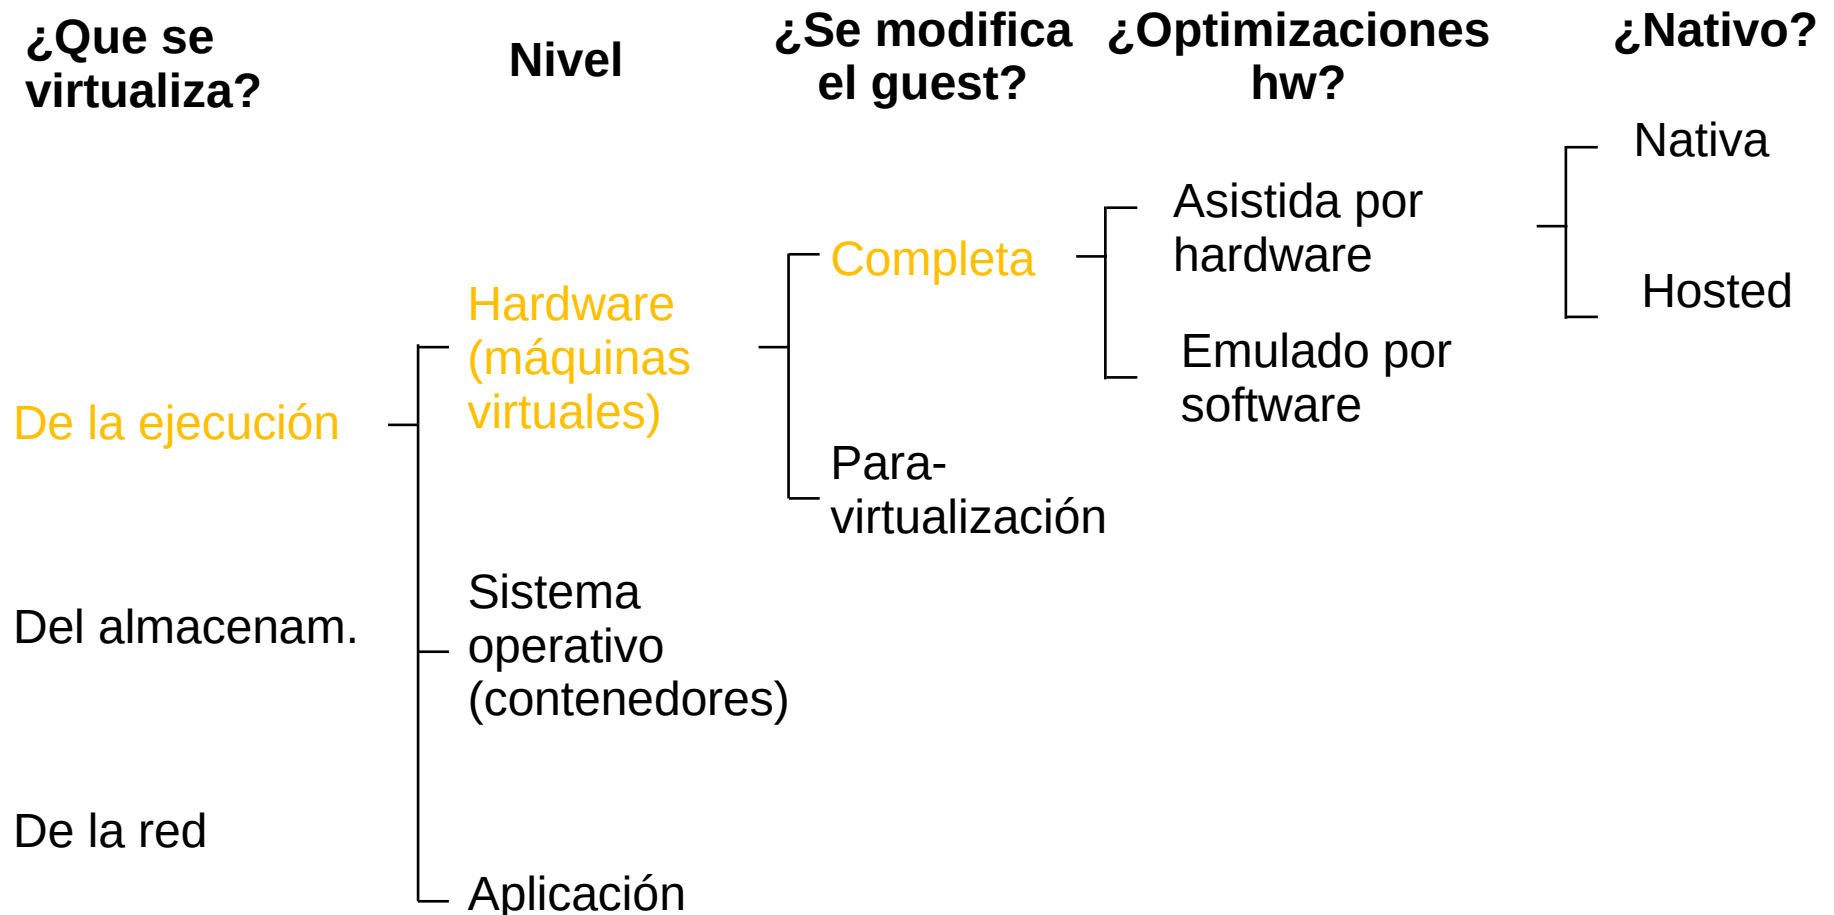 ¿Que se
virtualiza?
Nivel
¿Se modifica
el guest?
¿Optimizaciones
hw?
¿Nativo?
De la ejecución
Del almacenam.
De la red
Hardware
(máquinas
virtuales)
Sistema
operativo
(contenedores)
Aplicación
Completa
Para-
virtualización
Asistida por
hardware
Emulado por
software
Nativa
Hosted